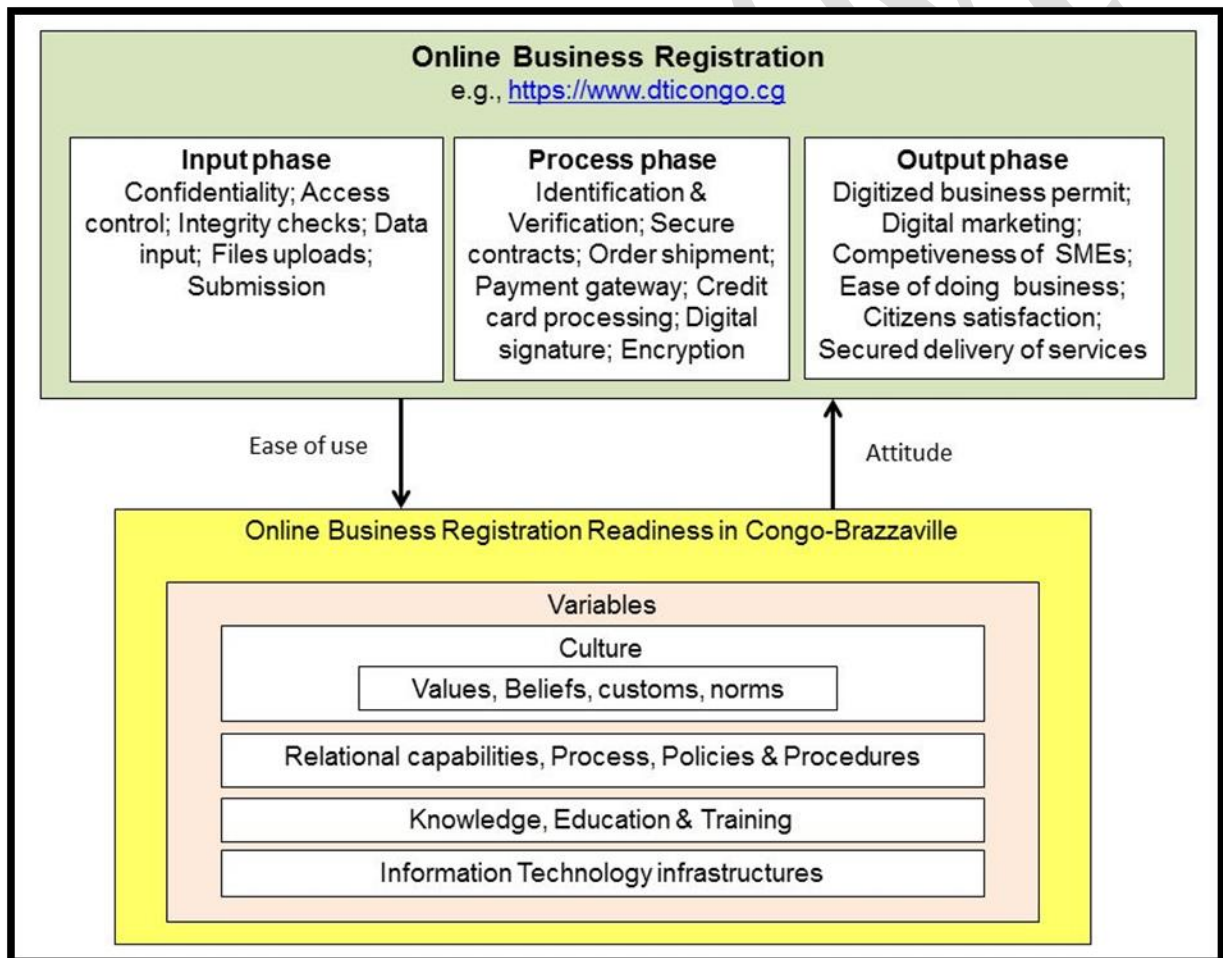 Online Business Registration
e.g., https://www.dticongo.cg
Input phase
Confidentiality; Access
control; Integrity checks; Data
input; Files uploads;
Submission
Process phase
Identification &
Verification; Secure
contracts; Order shipment;
Payment gateway; Credit
card processing; Digital
signature; Encryption
Output phase
Digitized business permit;
Digital marketing;
Competiveness of SMEs;
Ease of doing business;
Citizens satisfaction;
Secured delivery of services
Ease of use
Attitude
Online Business Registration Readiness in Congo-Brazzaville
Variables
Culture
Values, Beliefs, customs, norms
Relational capabilities, Process, Policies & Procedures
Knowledge, Education & Training
Information Technology infrastructures